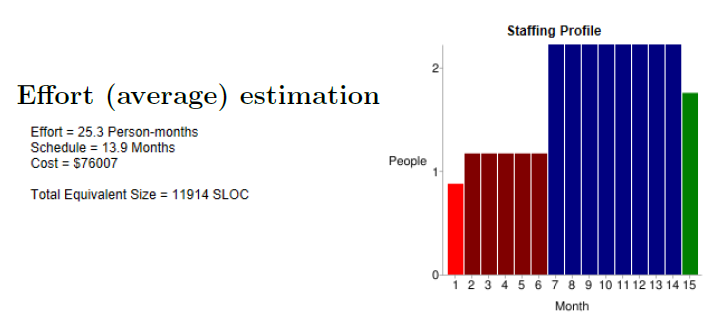 Effort (average) estimation
Effort = 25.3 Person-months
Schedule = 13.9 Months
Cost = $76007
Total Equivalent Size = 11914 SLOC
Staffing Profile
2
People
1
0
1 2 3 4 5 6 7 8 9 10 11 12 13 14 15
Month